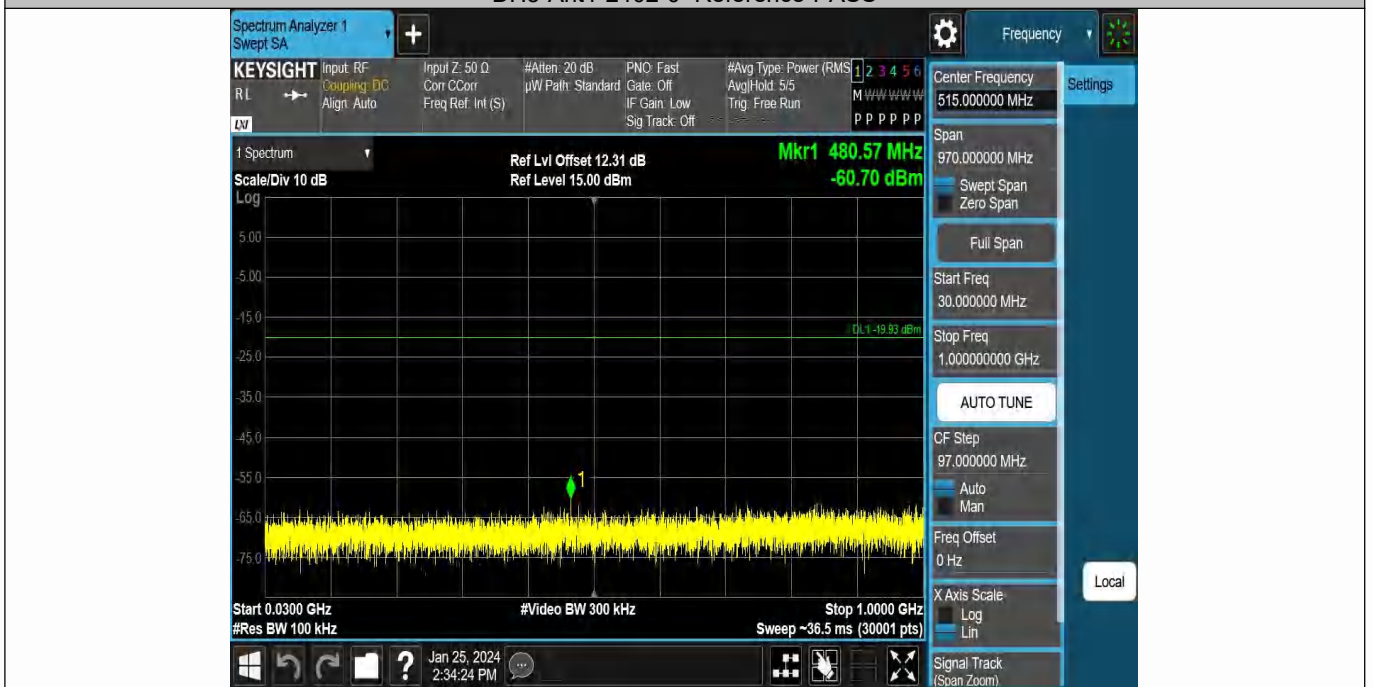 Spectrum Analyzer 1
Swept SA
+
Frequency
KEYSIGHT
RL
LXI
Input: RF
Coupling: DC
Align: Auto
Input Z: 50 Ω
Corr CCorr
Freq Ref: Int (S)
#Atten: 20 dB
µW Path: Standard
PNO: Fast
Gate: Off
IF Gain: Low
Sig Track: Off
#Avg Type: Power (RMS
Avg|Hold: 5/5
Trig: Free Run
1 2 3 4 5 6
M W W W W W
P P P P P P
1 Spectrum
Scale/Div 10 dB
Log
Ref Lvl Offset 12.31 dB
Ref Level 15.00 dBm
Mkr1 480.57 MHz
-60.70 dBm
5.00
-5.00
-15.0
DL1 -19.93 dBm
-25.0
-35.0
-45.0
-55.0
1
-65.0
-75.0
Start 0.0300 GHz
#Res BW 100 kHz
#Video BW 300 kHz
Stop 1.0000 GHz
Sweep ~36.5 ms (30001 pts)
Center Frequency
515.000000 MHz
Settings
Span
970.000000 MHz
Swept Span
Zero Span
Full Span
Start Freq
30.000000 MHz
Stop Freq
1.000000000 GHz
AUTO TUNE
CF Step
97.000000 MHz
Auto
Man
Freq Offset
0 Hz
X Axis Scale
Log
Lin
Local
Signal Track
(Span Zoom)
?
Jan 25, 2024
2:34:24 PM